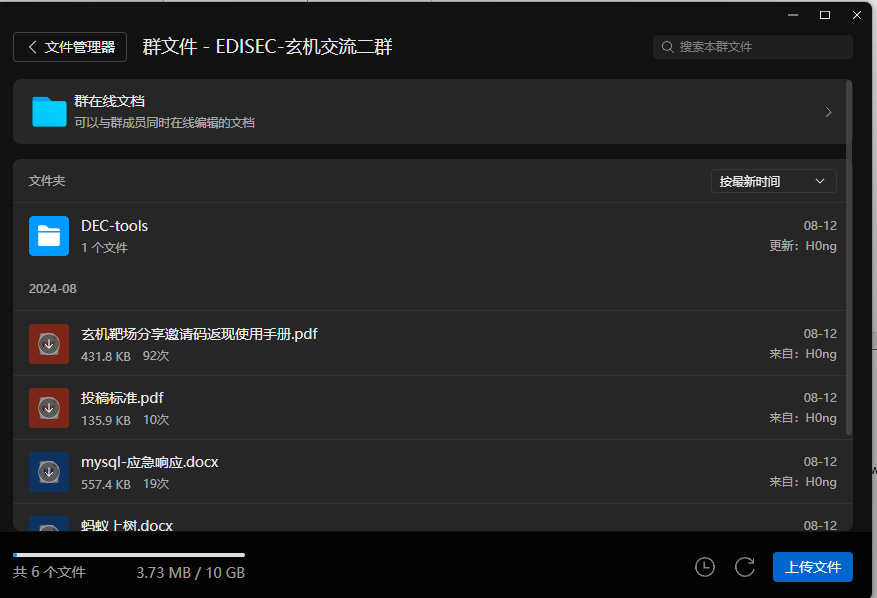 文件管理器
群文件 - EDISEC-玄机交流二群
搜索本群文件
群在线文档
可以与群成员同时在线编辑的文档
文件夹
按最新时间
DEC-tools
08-12
1 个文件
更新：H0ng
2024-08
玄机靶场分享邀请码返现使用手册.pdf
08-12
431.8 KB 92次
来自：H0ng
投稿标准.pdf
08-12
135.9 KB 10次
来自：H0ng
mysql-应急响应.docx
08-12
557.4 KB 19次
来自：H0ng
蚂蚁上树.docx
08-12
共 6 个文件
3.73 MB / 10 GB
上传文件